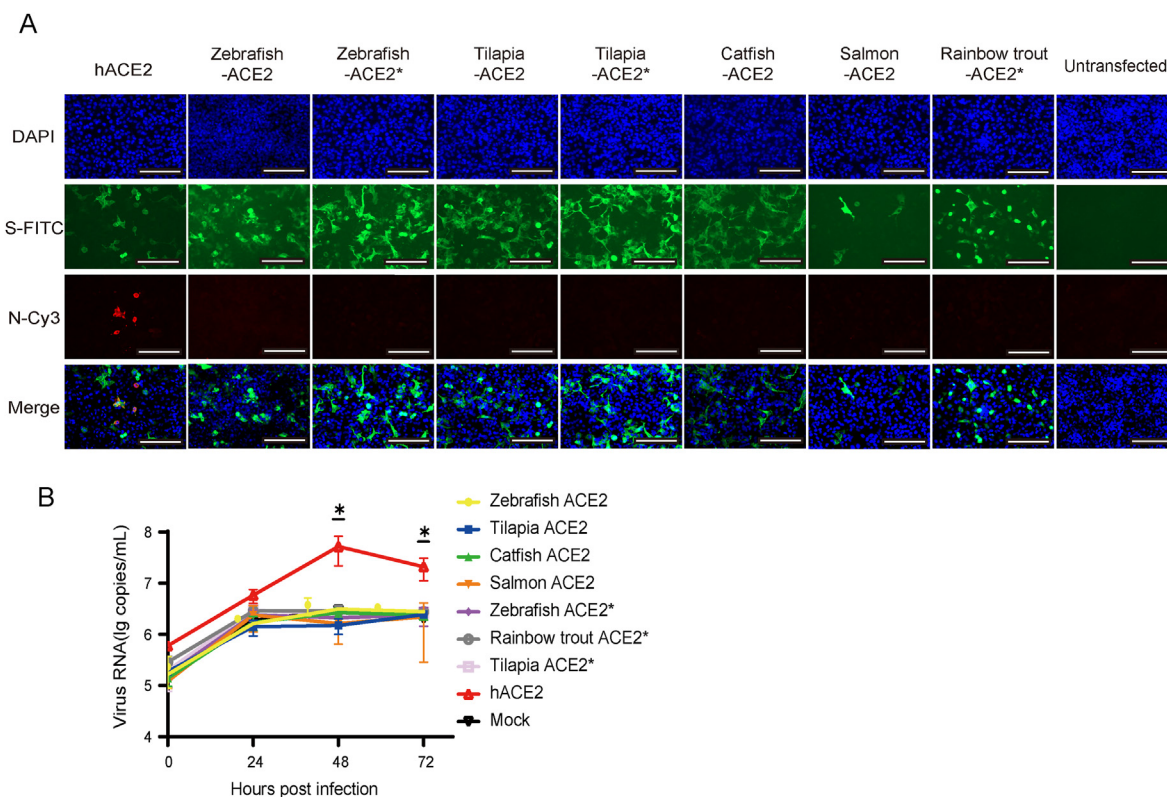 A
hACE2
Zebrafish
-ACE2
Zebrafish
-ACE2*
Tilapia
-ACE2
Tilapia
-ACE2*
Catfish
-ACE2
Salmon
-ACE2
Rainbow trout
-ACE2*
Untransfected
DAPI
S-FITC
N-Cy3
Merge
B
Virus RNA(lg copies/mL)
8
7
6
5
4
0
24
48
72
Hours post infection
*
*
Zebrafish ACE2
Tilapia ACE2
Catfish ACE2
Salmon ACE2
Zebrafish ACE2*
Rainbow trout ACE2*
Tilapia ACE2*
hACE2
Mock